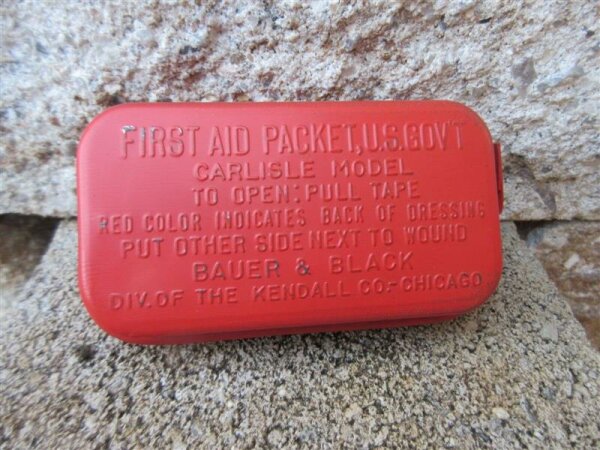 FIRST AID PACKET, U.S. GOV'T
CARLISLE MODEL
TO OPEN: PULL TAPE
RED COLOR INDICATES BACK OF DRESSING
PUT OTHER SIDE NEXT TO WOUND
BAUER & BLACK
DIV. OF THE KENDALL CO.-CHICAGO